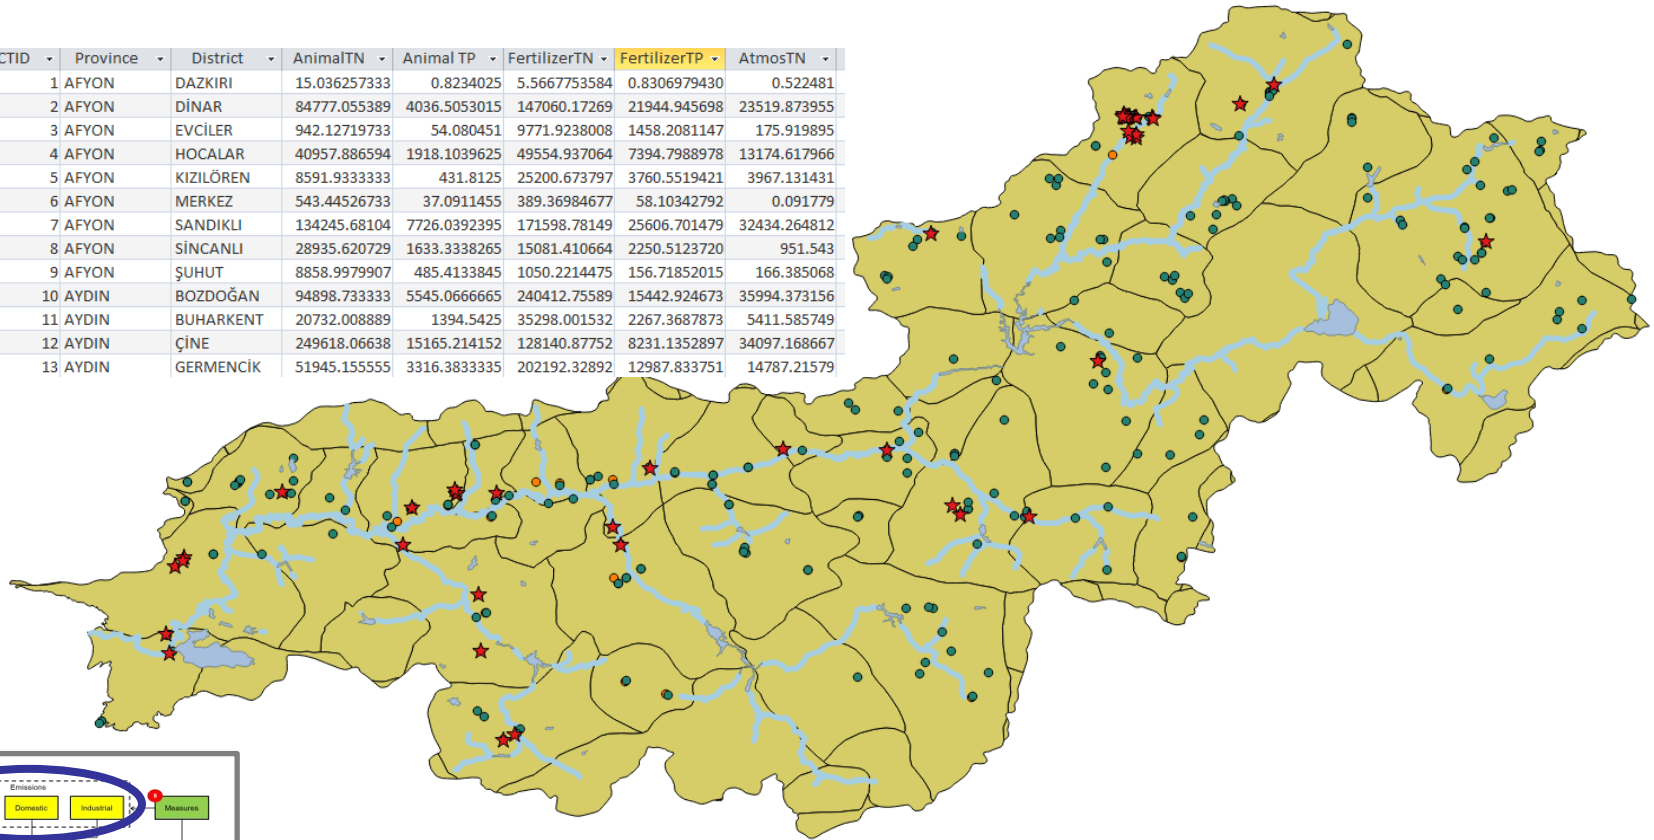 CTID Province District AnimalTN Animal TP FertilizerTN FertilizerTP AtmosTN
1 AFYON DAZKIRI 15.036257333 0.8234025 5.5667753584 0.8306979430 0.522481
2 AFYON DİNAR 84777.055389 4036.5053015 147060.17269 21944.945698 23519.873955
3 AFYON EVCİLER 942.12719733 54.080451 9771.9238008 1458.2081147 175.919895
4 AFYON HOCALAR 40957.886594 1918.1039625 49554.937064 7394.7988978 13174.617966
5 AFYON KIZILÖREN 8591.9333333 431.8125 25200.673797 3760.5519421 3967.131431
6 AFYON MERKEZ 543.44526733 37.0911455 389.36984677 58.10342792 0.091779
7 AFYON SANDIKLI 134245.68104 7726.0392395 171598.78149 25606.701479 32434.264812
8 AFYON SİNCANLI 28935.620729 1633.3338265 15081.410664 2250.5123720 951.543
9 AFYON ŞUHUT 8858.9979907 485.4133845 1050.2214475 156.71852015 166.385068
10 AYDIN BOZDOĞAN 94898.733333 5545.0666665 240412.75589 15442.924673 35994.373156
11 AYDIN BUHARKENT 20732.008889 1394.5425 35298.001532 2267.3687873 5411.585749
12 AYDIN ÇİNE 249618.06638 15165.214152 128140.87752 8231.1352897 34097.168667
13 AYDIN GERMENCİK 51945.155555 3316.3833335 202192.32892 12987.833751 14787.21579
Emissions
Domestic Industrial Measures